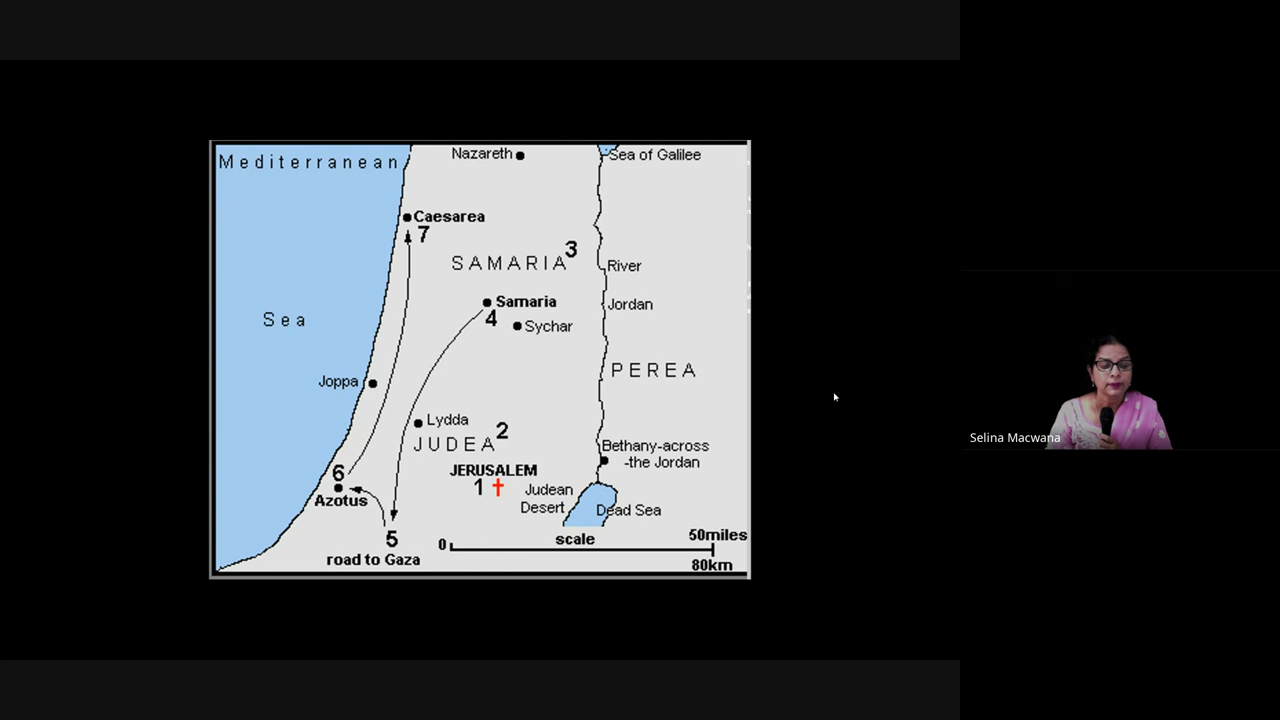 Mediterranean
Nazareth
Sea of Galilee
Caesarea
7
SAMARIA 3
River
Samaria
Jordan
4
Sychar
Sea
PEREA
Joppa
Lydda
JUDEA 2
Bethany-across
-the Jordan
JERUSALEM
6
1
Judean
Desert
Azotus
Dead Sea
5
road to Gaza
0
scale
50miles
80km
Selina Macwana